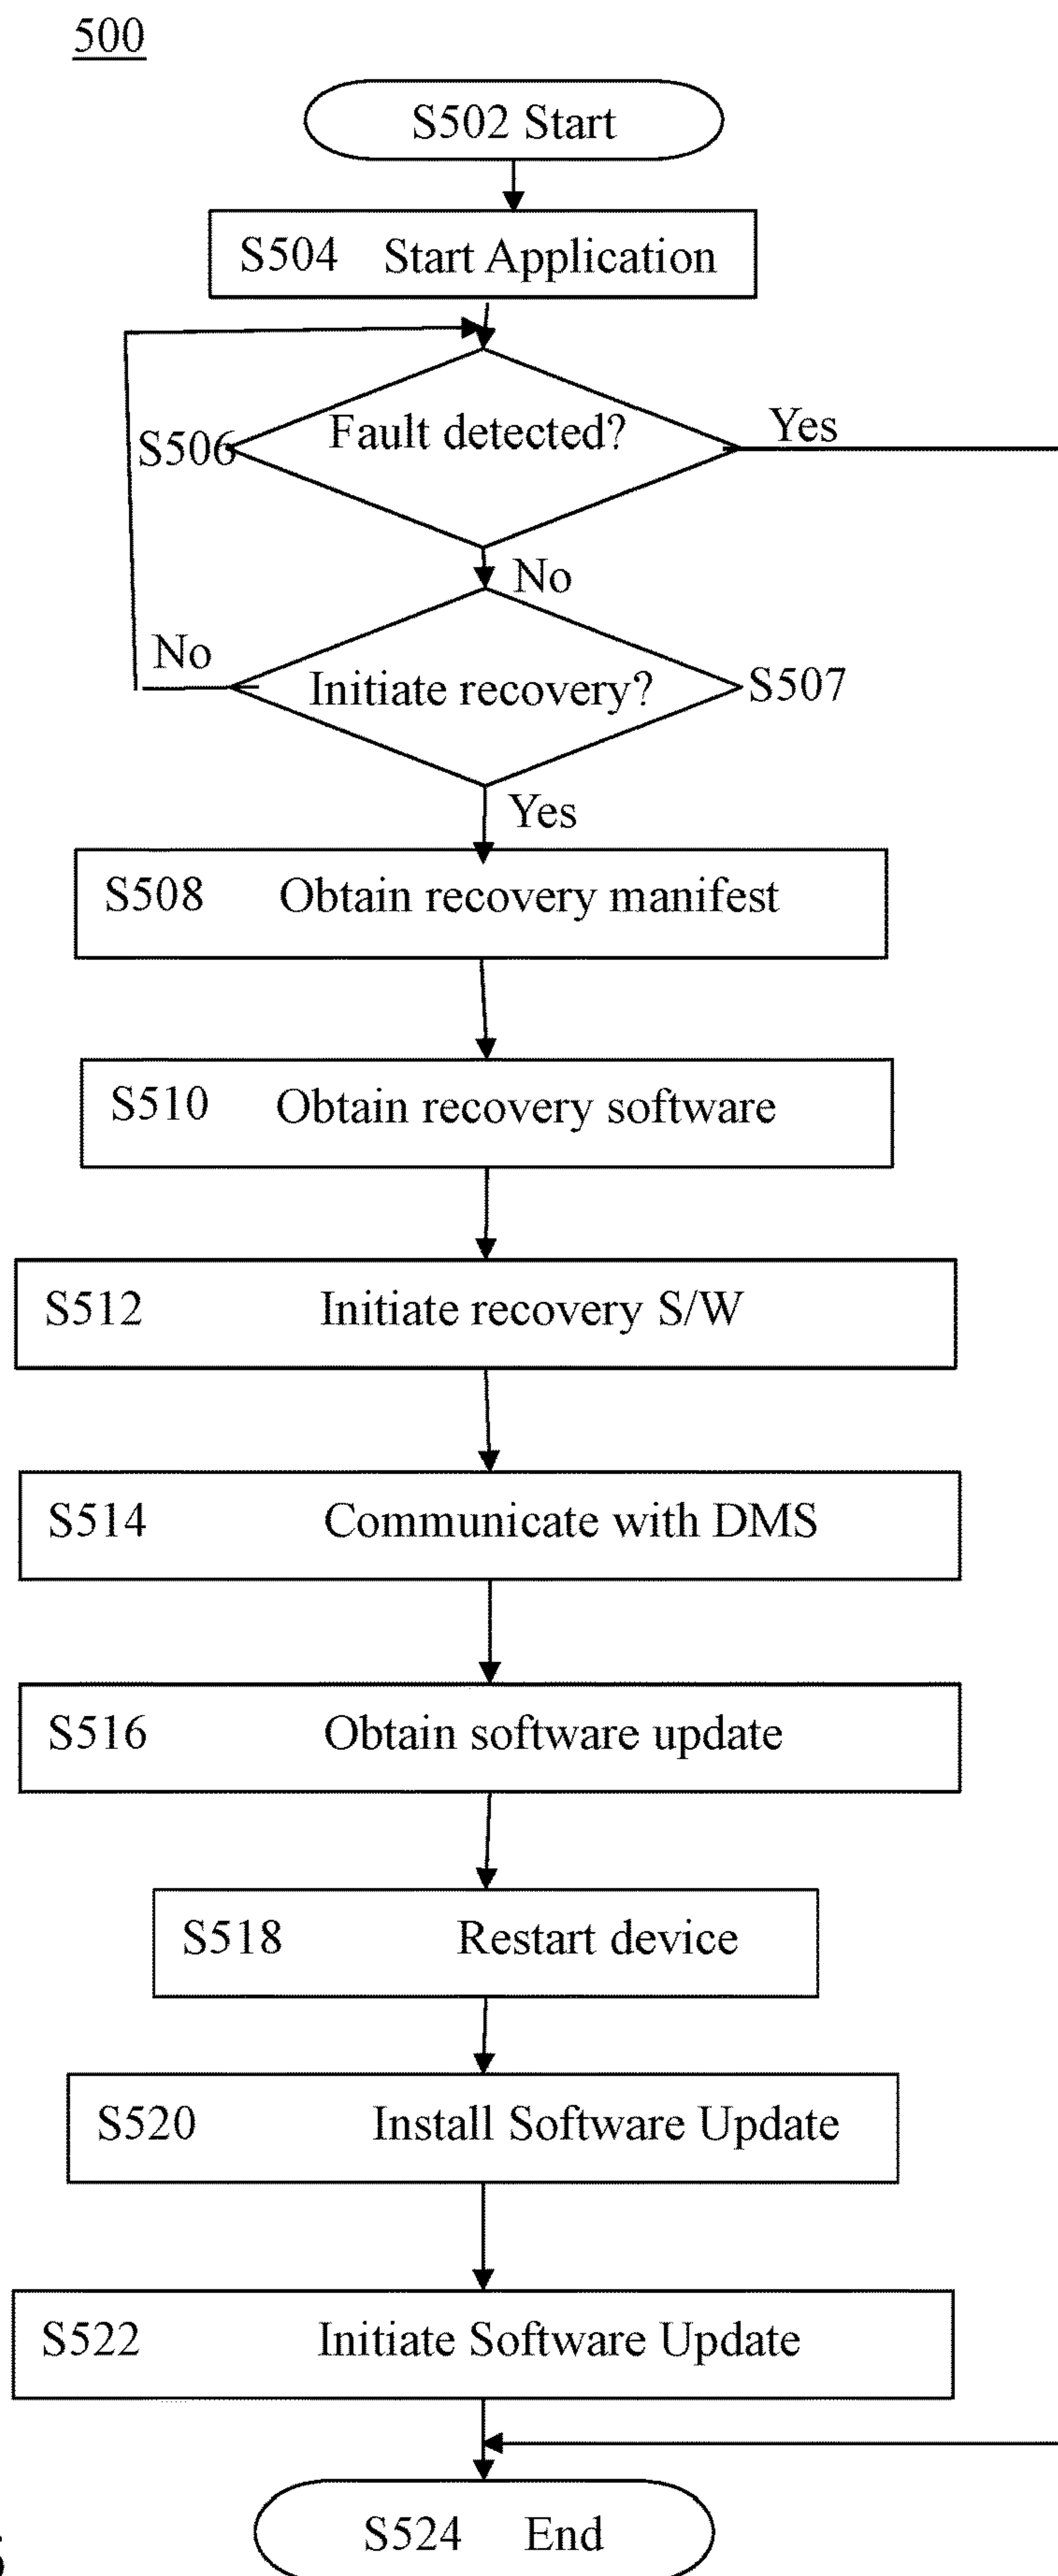 500
S502 Start
S504 Start Application
Fault detected?
Yes
S506
No
No
Initiate recovery?
S507
Yes
S508 Obtain recovery manifest
S510 Obtain recovery software
S512 Initiate recovery S/W
S514 Communicate with DMS
S516 Obtain software update
S518 Restart device
S520 Install Software Update
S522 Initiate Software Update
S524 End